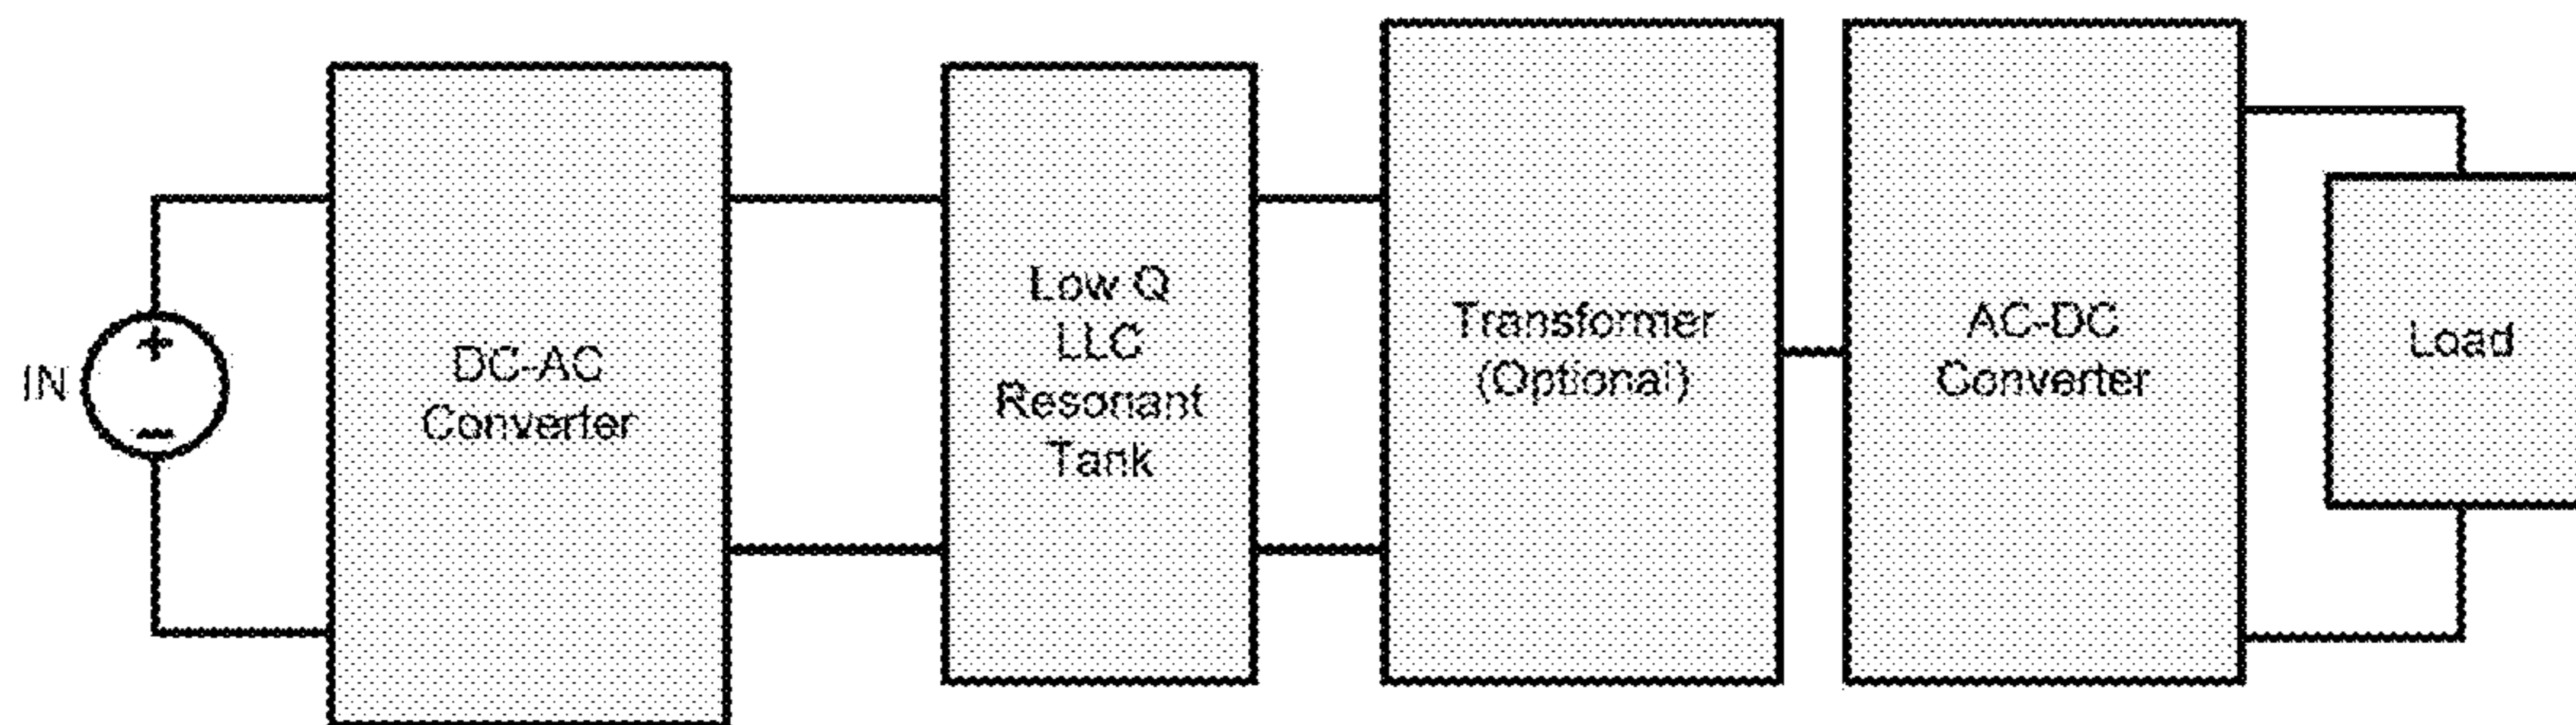 IN
+
−
DC-AC
Converter
Low Q
LLC
Resonant
Tank
Transformer
(Optional)
AC-DC
Converter
Load